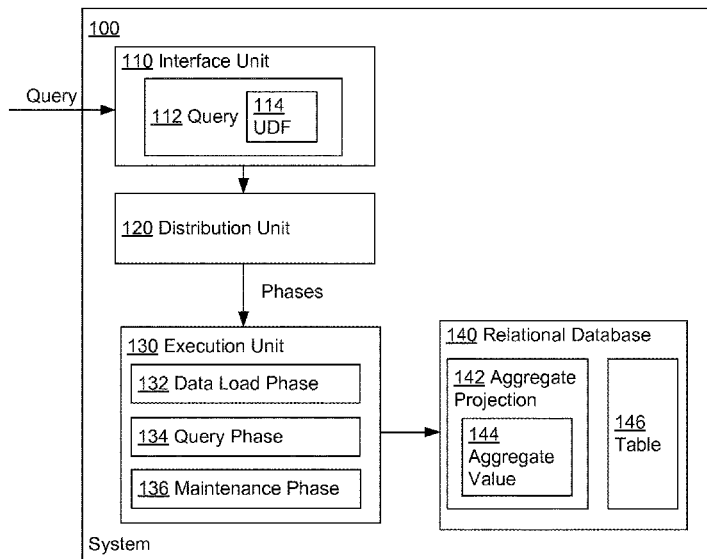 100
110 Interface Unit
Query
112 Query
114
UDF
120 Distribution Unit
Phases
130 Execution Unit
132 Data Load Phase
134 Query Phase
136 Maintenance Phase
140 Relational Database
142 Aggregate
Projection
144
Aggregate
Value
146
Table
System